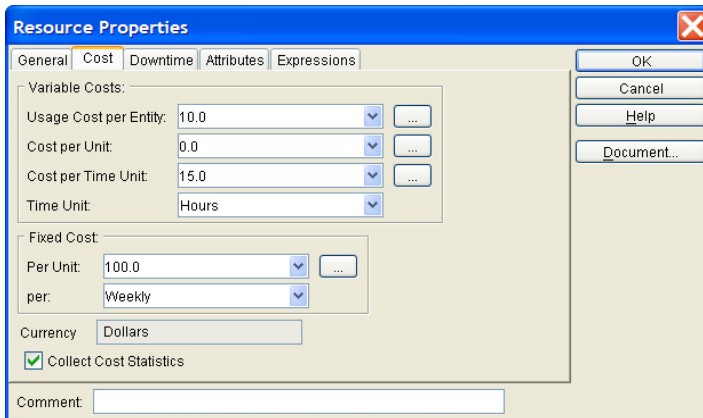 Resource Properties
General Cost Downtime Attributes Expressions
OK
Cancel
Help
Document...
Variable Costs:
Usage Cost per Entity: 10.0 ...
Cost per Unit: 0.0 ...
Cost per Time Unit: 15.0 ...
Time Unit: Hours
Fixed Cost:
Per Unit: 100.0 ...
per: Weekly
Currency Dollars
Collect Cost Statistics
Comment: